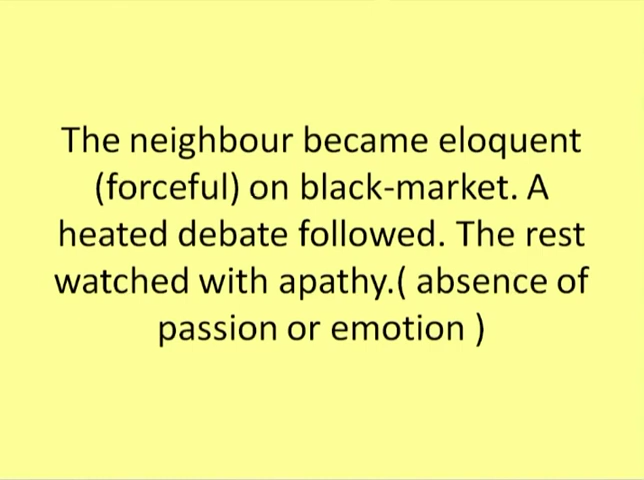 The neighbour became eloquent
(forceful) on black-market. A
heated debate followed. The rest
watched with apathy.( absence of
passion or emotion )